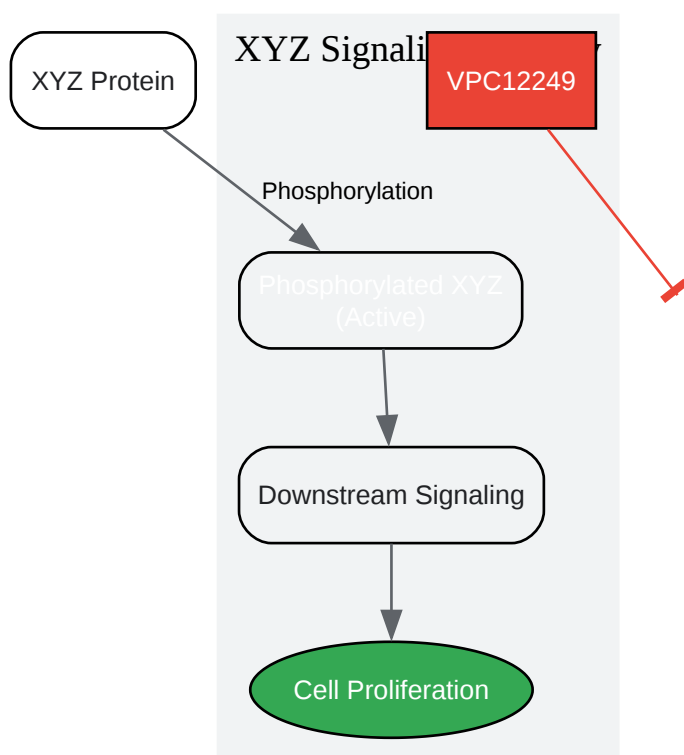 XYZ Protein
XYZ Signali
VPC12249
Phosphorylation
Phosphorylated XYZ
(Active)
Downstream Signaling
Cell Proliferation